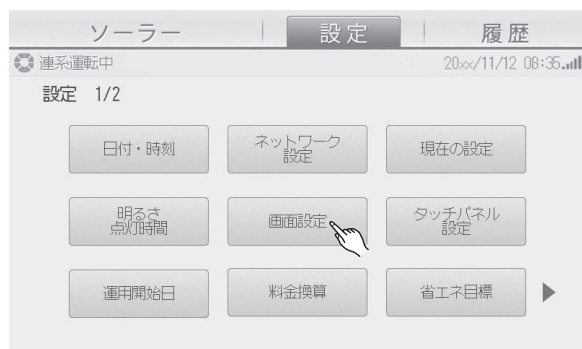 ソーラー 設定 履歴
連系運転中 20××/11/12 08:35
設定 1/2
日付・時刻
ネットワーク
設定
現在の設定
明るさ
点灯時間
画面設定
タッチパネル
設定
運用開始日
料金換算
省エネ目標